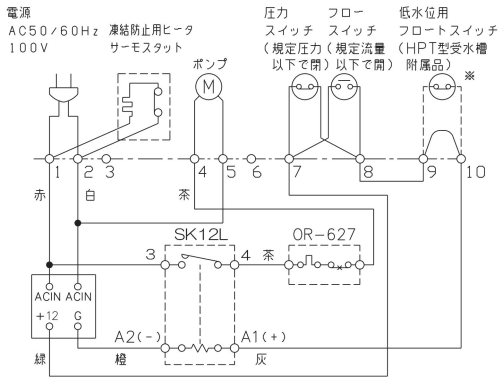 電源
AC50/60Hz
100V
凍結防止用ヒータ
サーモスタット
ポンプ
M
圧力
スイッチ
(規定圧力
以下で閉)
フロー
スイッチ
(規定流量
以下で開)
低水位用
フロートスイッチ
(HPT型受水槽
附属品)
※
1 2 3 4 5 6 7 8 9 10
赤 白 茶
SK12L
OR-627
3 4 茶
ACIN ACIN
+12 G
A2(-) A1(+)
緑 橙 灰